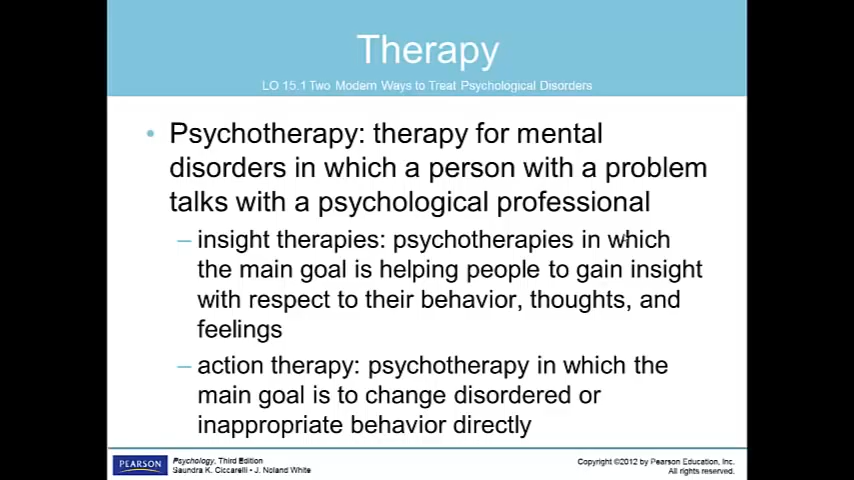 Therapy
LO 15.1 Two Modern Ways to Treat Psychological Disorders
• Psychotherapy: therapy for mental
disorders in which a person with a problem
talks with a psychological professional
– insight therapies: psychotherapies in which
the main goal is helping people to gain insight
with respect to their behavior, thoughts, and
feelings
– action therapy: psychotherapy in which the
main goal is to change disordered or
inappropriate behavior directly
PEARSON
Psychology, Third Edition
Saundra K. Ciccarelli • J. Noland White
Copyright ©2012 by Pearson Education, Inc.
All rights reserved.